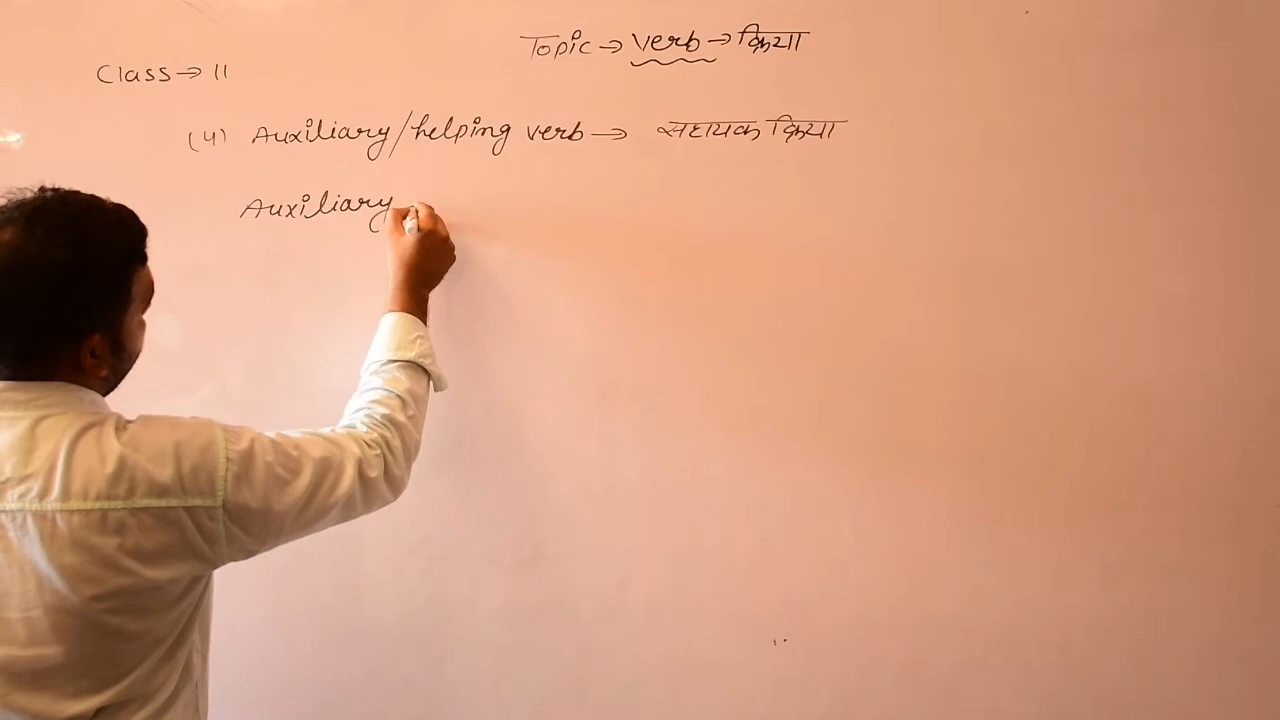 Topic → verb → क्रिया
Class → 11
(4) Auxiliary/helping verb → सहायक क्रिया
Auxiliary